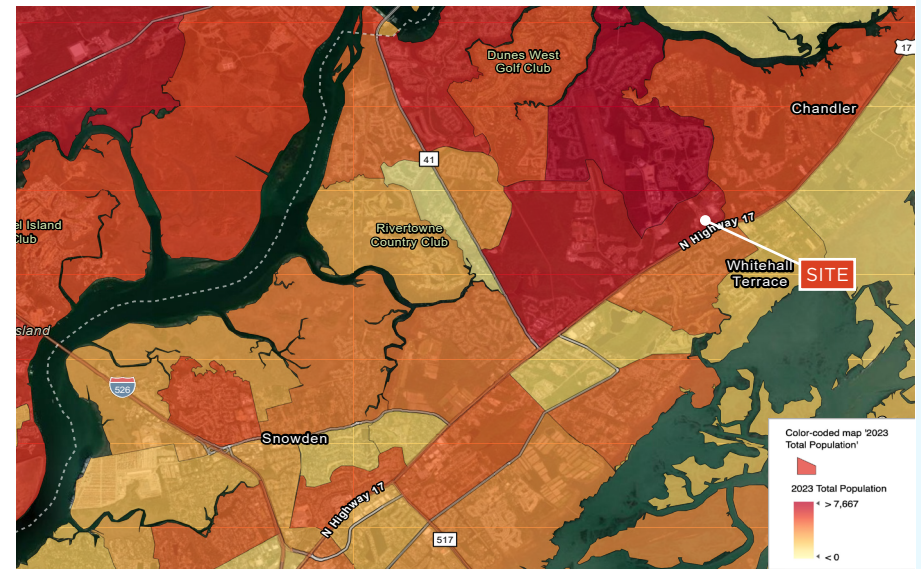 Dunes West
Golf Club
17
Chandler
41
el Island
Club
Rivertowne
Country Club
N Highway 17
Whitehall
Terrace
SITE
sland
526
Snowden
N Highway 17
517
Color-coded map '2023
Total Population'
2023 Total Population
> 7,667
< 0